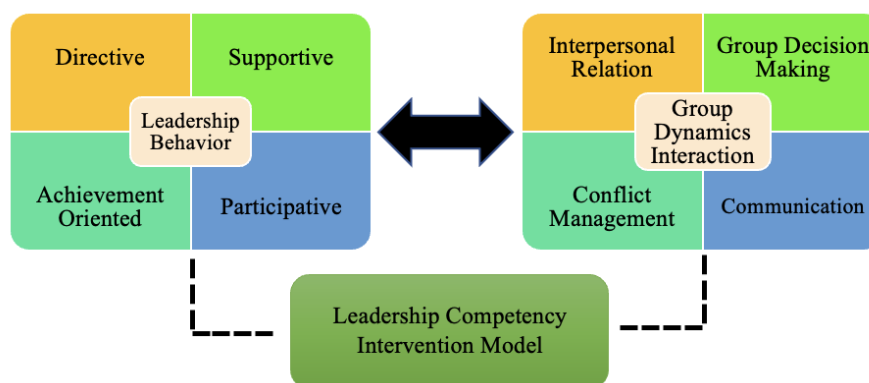 Directive
Supportive
Leadership
Behavior
Achievement
Oriented
Participative
Interpersonal
Relation
Group Decision
Making
Group
Dynamics
Interaction
Conflict
Management
Communication
Leadership Competency
Intervention Model